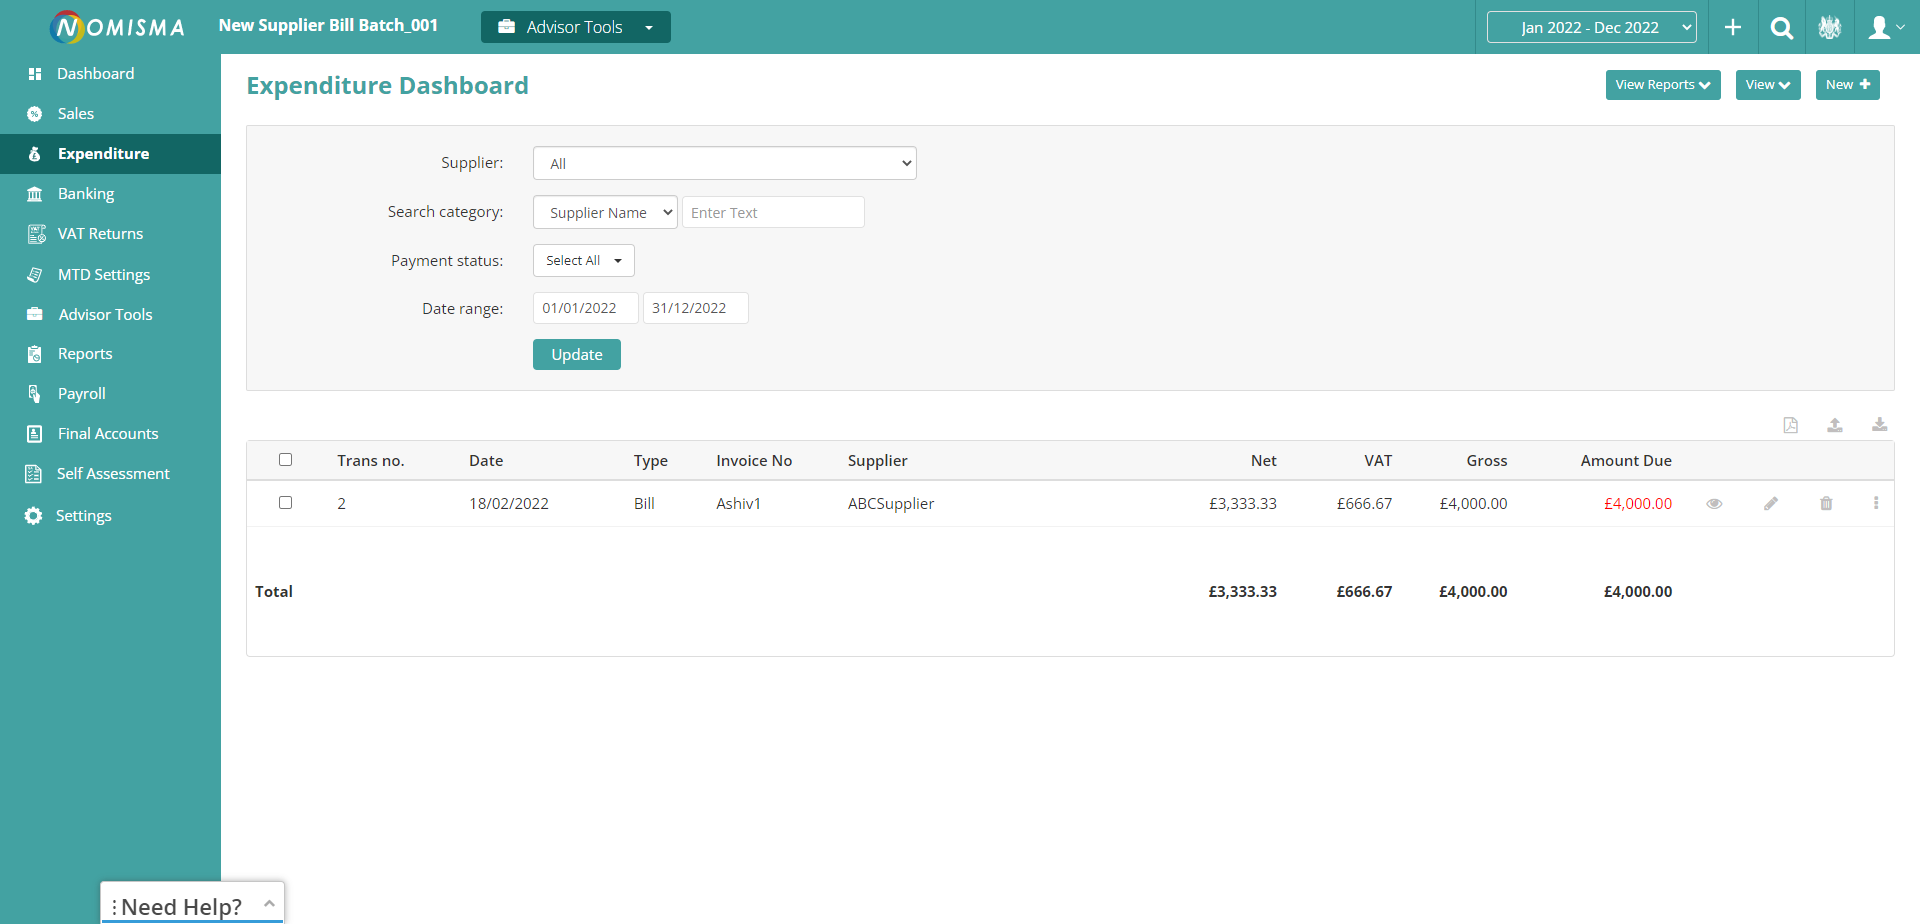 NOMISMA
New Supplier Bill Batch_001
Advisor Tools
Jan 2022 - Dec 2022
Dashboard
Sales
Expenditure
Banking
VAT Returns
MTD Settings
Advisor Tools
Reports
Payroll
Final Accounts
Self Assessment
Settings
Expenditure Dashboard
View Reports
View
New
Supplier: All
Search category: Supplier Name Enter Text
Payment status: Select All
Date range: 01/01/2022 31/12/2022
Update
Trans no. Date Type Invoice No Supplier Net VAT Gross Amount Due
2 18/02/2022 Bill Ashiv1 ABCSupplier £3,333.33 £666.67 £4,000.00 £4,000.00
Total £3,333.33 £666.67 £4,000.00 £4,000.00
Need Help?